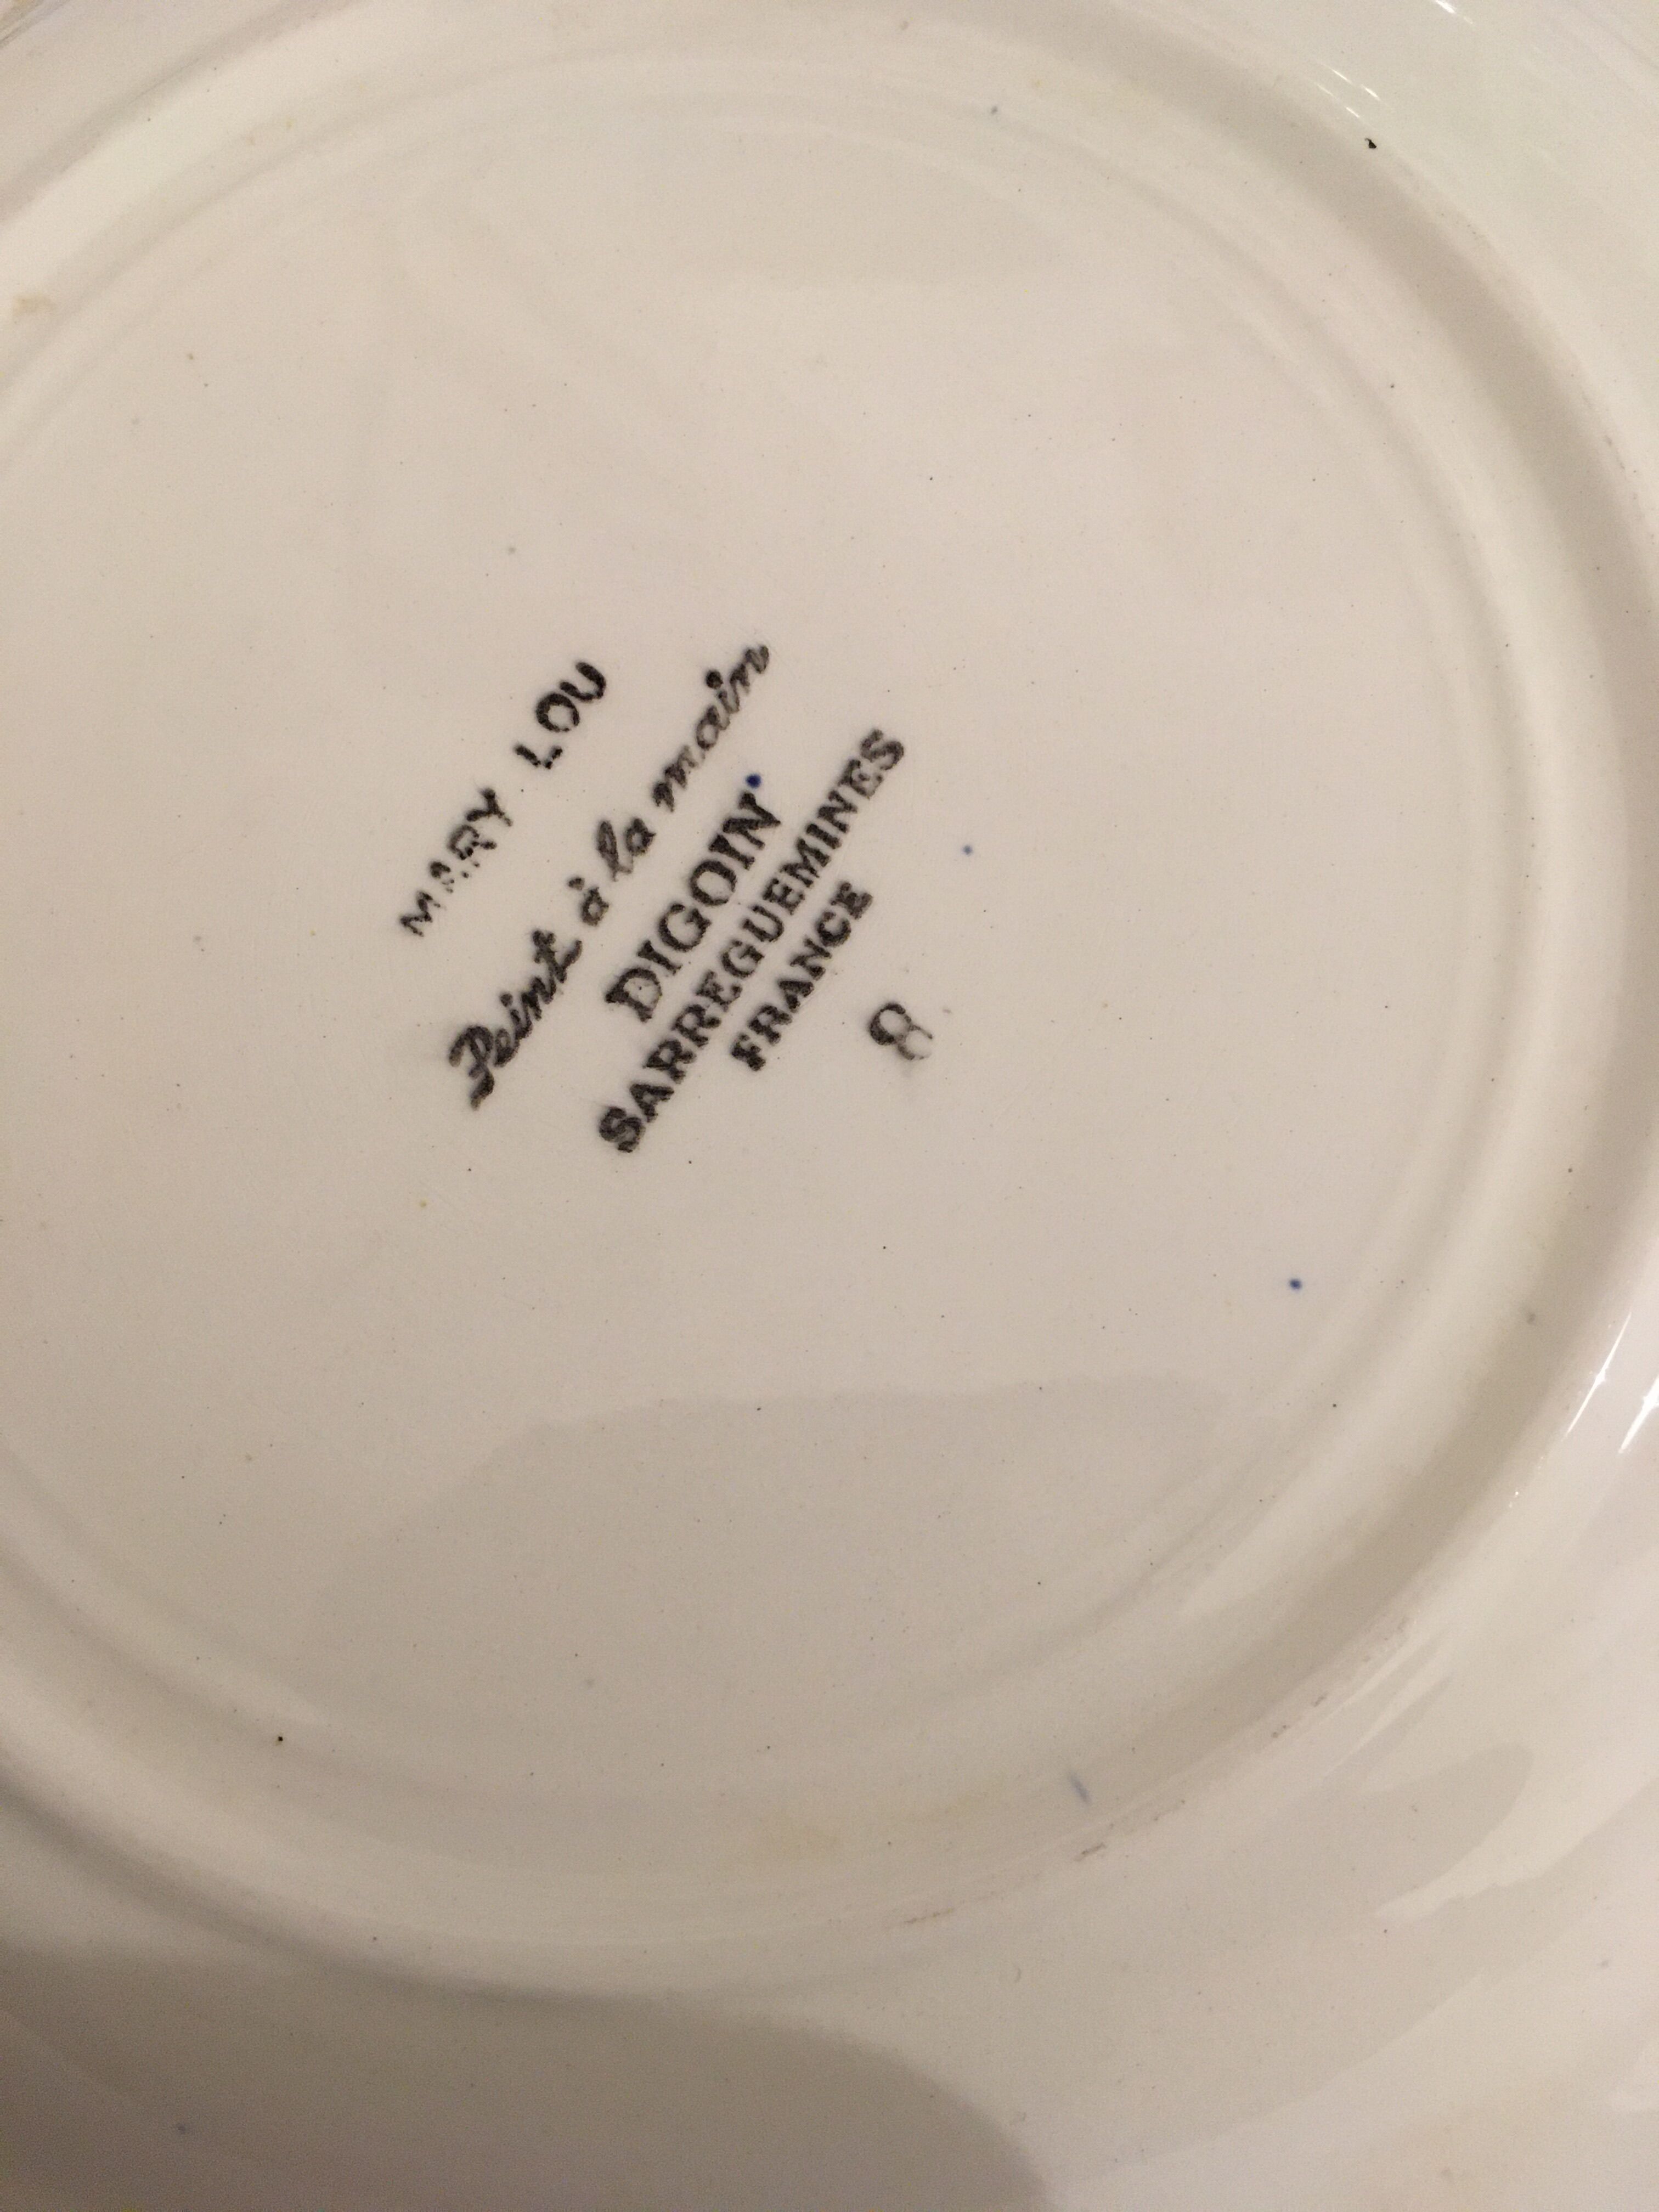 MARY LOU
Peint à la main
DIGOIN
SARREGUEMINES
FRANCE
8